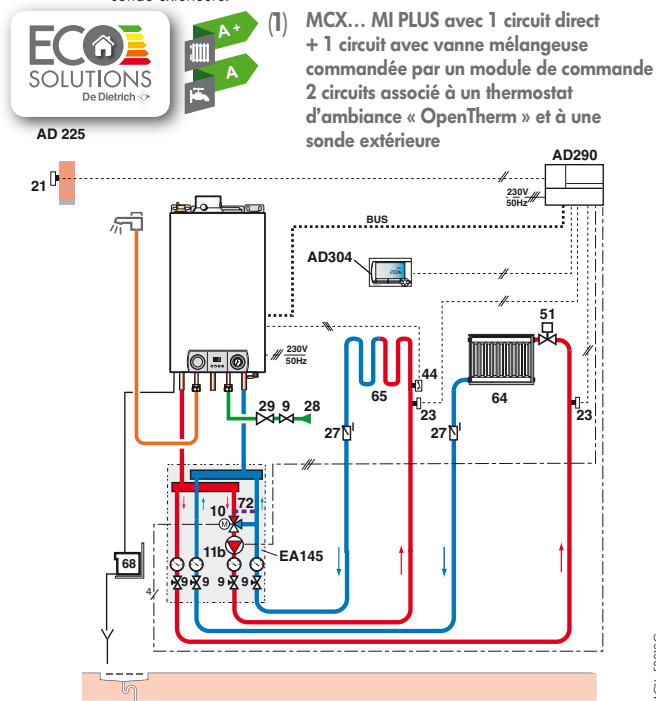 sonde extérieure.
ECO
SOLUTIONS
De Dietrich
A+
A
(1) MCX... MI PLUS avec 1 circuit direct
+ 1 circuit avec vanne mélangeuse
commandée par un module de commande
2 circuits associé à un thermostat
d'ambiance « OpenTherm » et à une
sonde extérieure
AD 225
AD290
21
230V
50Hz
BUS
AD304
51
230V
50Hz
44
65
23
64
23
29 9 28
27
27
10
72
M
11b
EA145
68
9
9
9
9
4